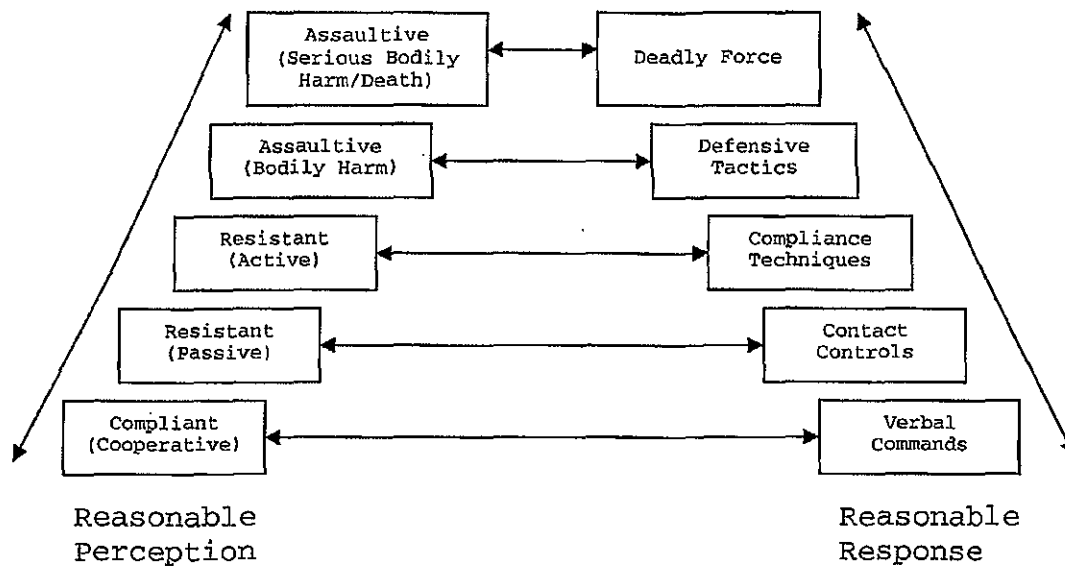 Assaultive
(Serious Bodily
Harm/Death)
Deadly Force
Assaultive
(Bodily Harm)
Defensive
Tactics
Resistant
(Active)
Compliance
Techniques
Resistant
(Passive)
Contact
Controls
Compliant
(Cooperative)
Verbal
Commands
Reasonable
Perception
Reasonable
Response